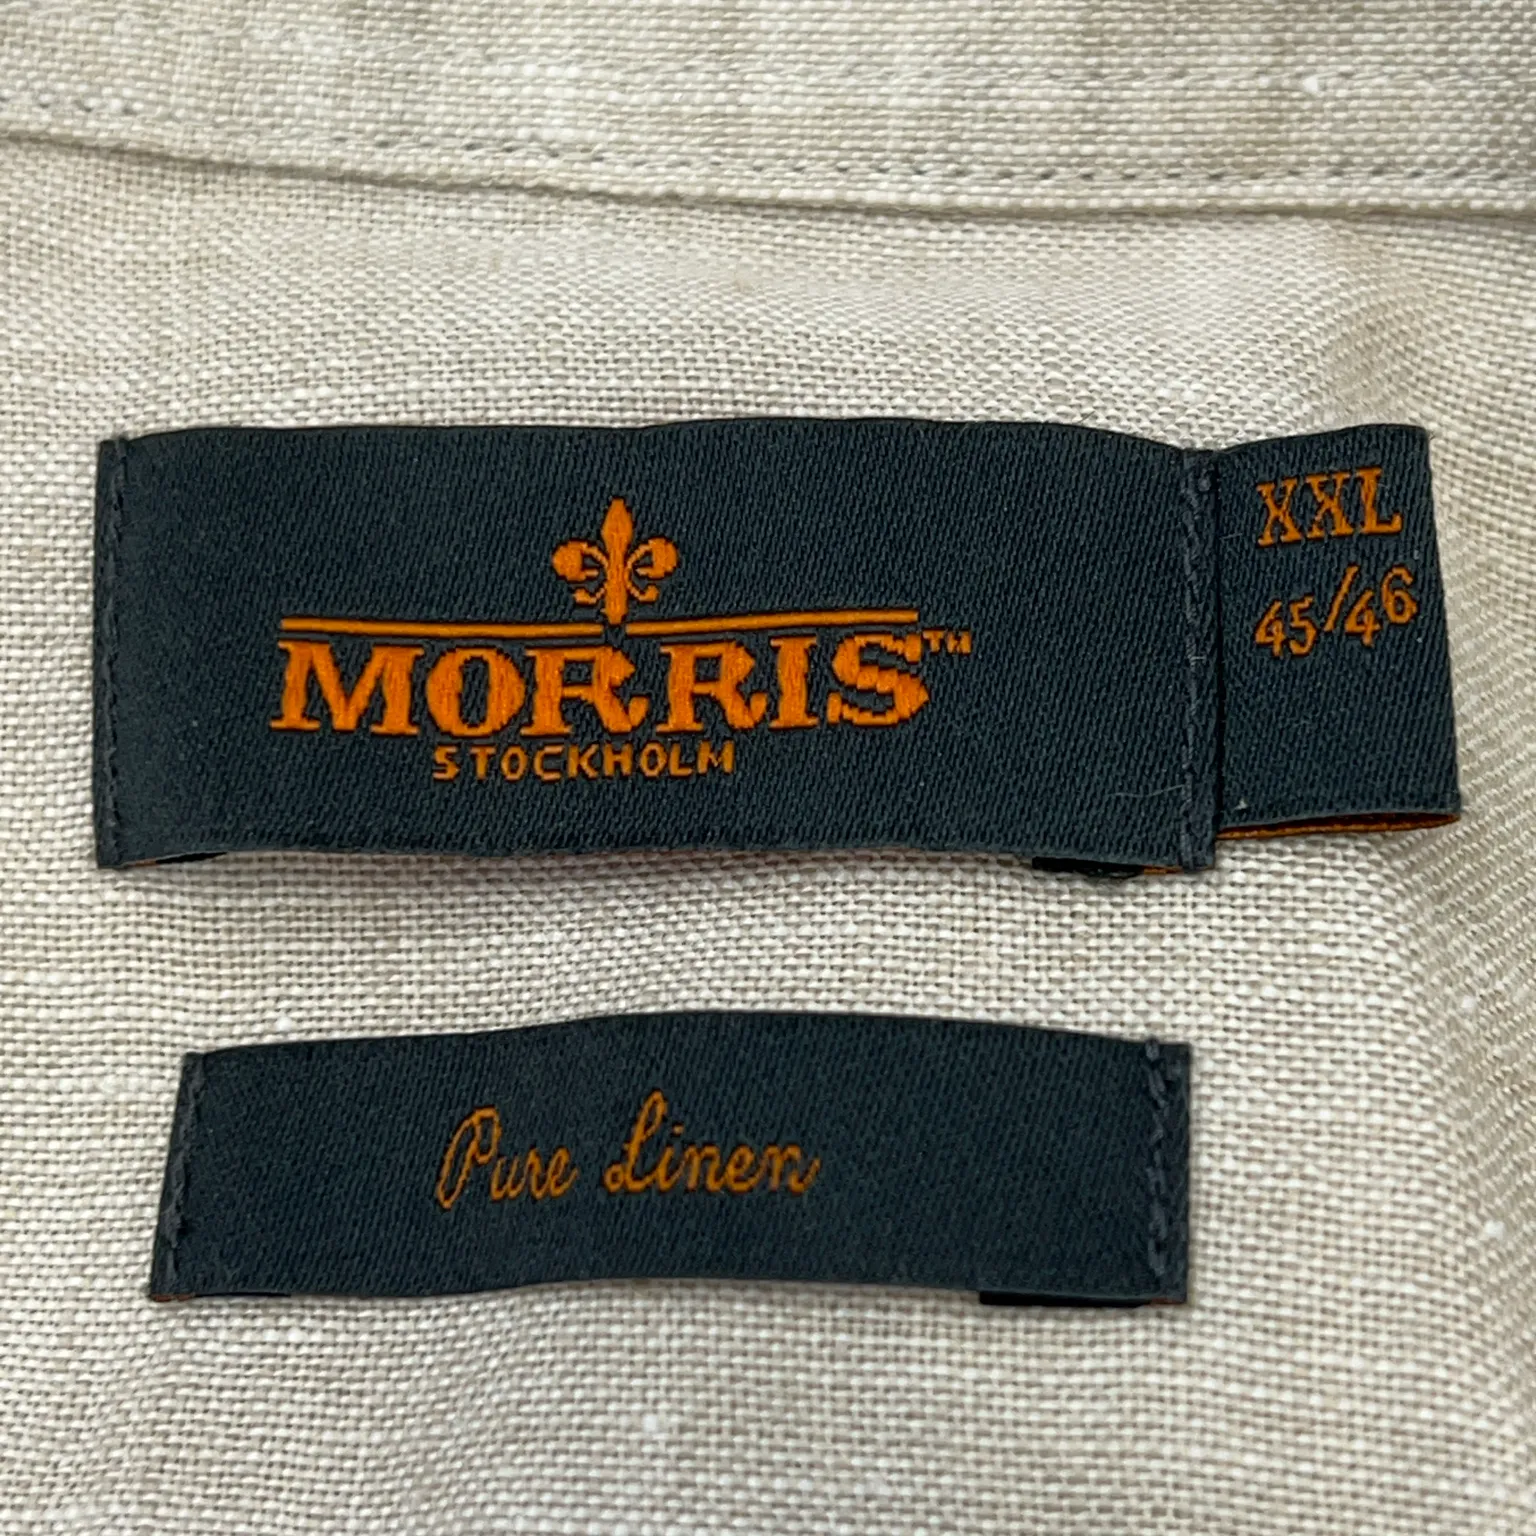 MORRIS™
STOCKHOLM
XXL
45/46
Pure Linen